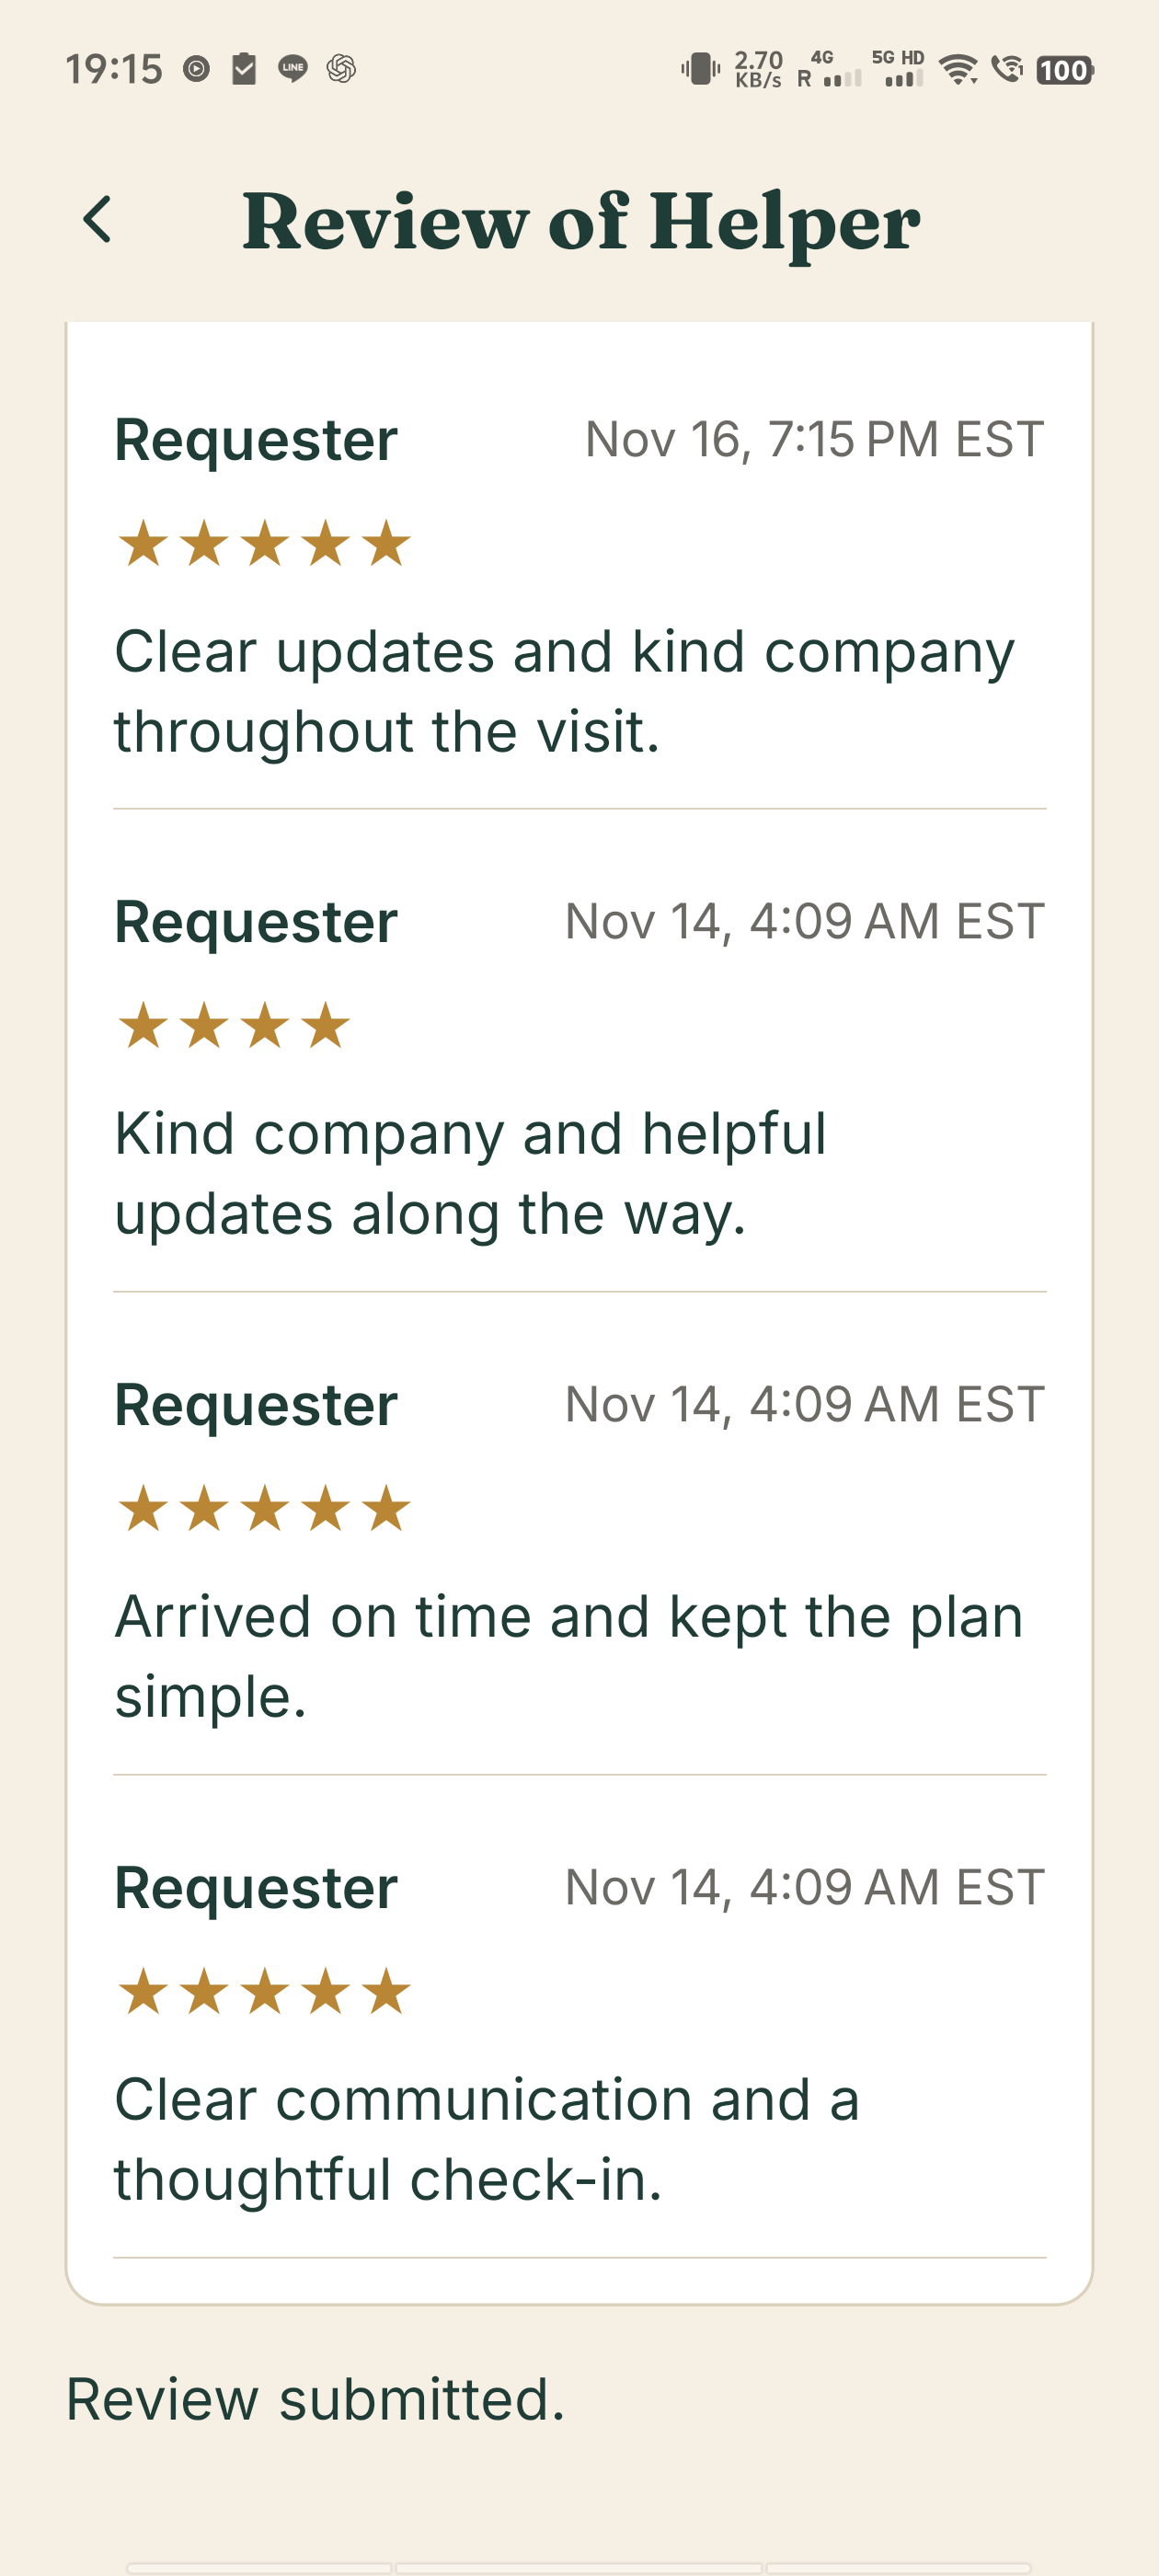 19:15
LINE
2.70
KB/s
R
4G
5G HD
100
Review of Helper
Requester
Nov 16, 7:15 PM EST
★★★★★
Clear updates and kind company
throughout the visit.
Requester
Nov 14, 4:09 AM EST
★★★★
Kind company and helpful
updates along the way.
Requester
Nov 14, 4:09 AM EST
★★★★★
Arrived on time and kept the plan
simple.
Requester
Nov 14, 4:09 AM EST
★★★★★
Clear communication and a
thoughtful check-in.
Review submitted.